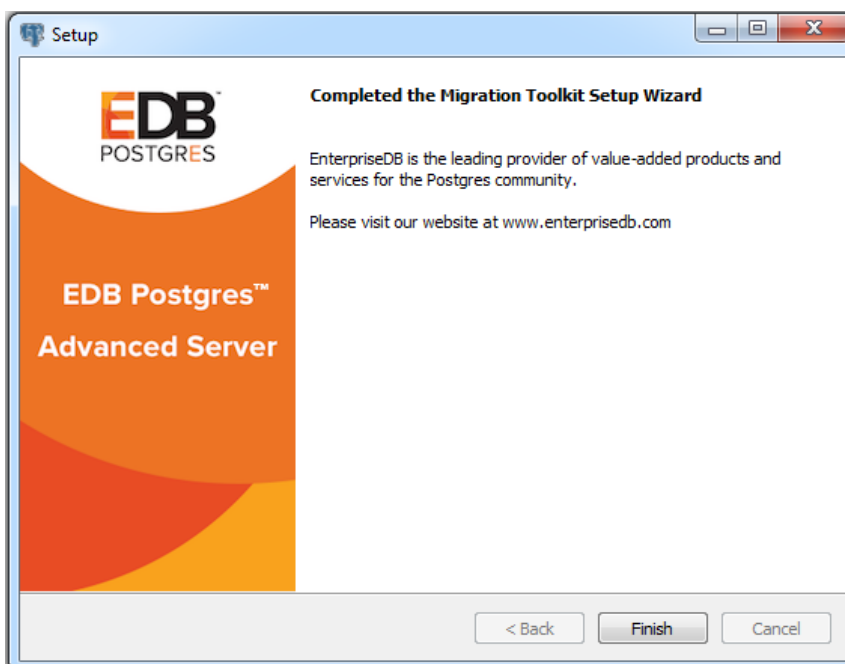 Setup
EDB™
POSTGRES
EDB Postgres™
Advanced Server
Completed the Migration Toolkit Setup Wizard
EnterpriseDB is the leading provider of value-added products and
services for the Postgres community.
Please visit our website at www.enterprisedb.com
< Back
Finish
Cancel